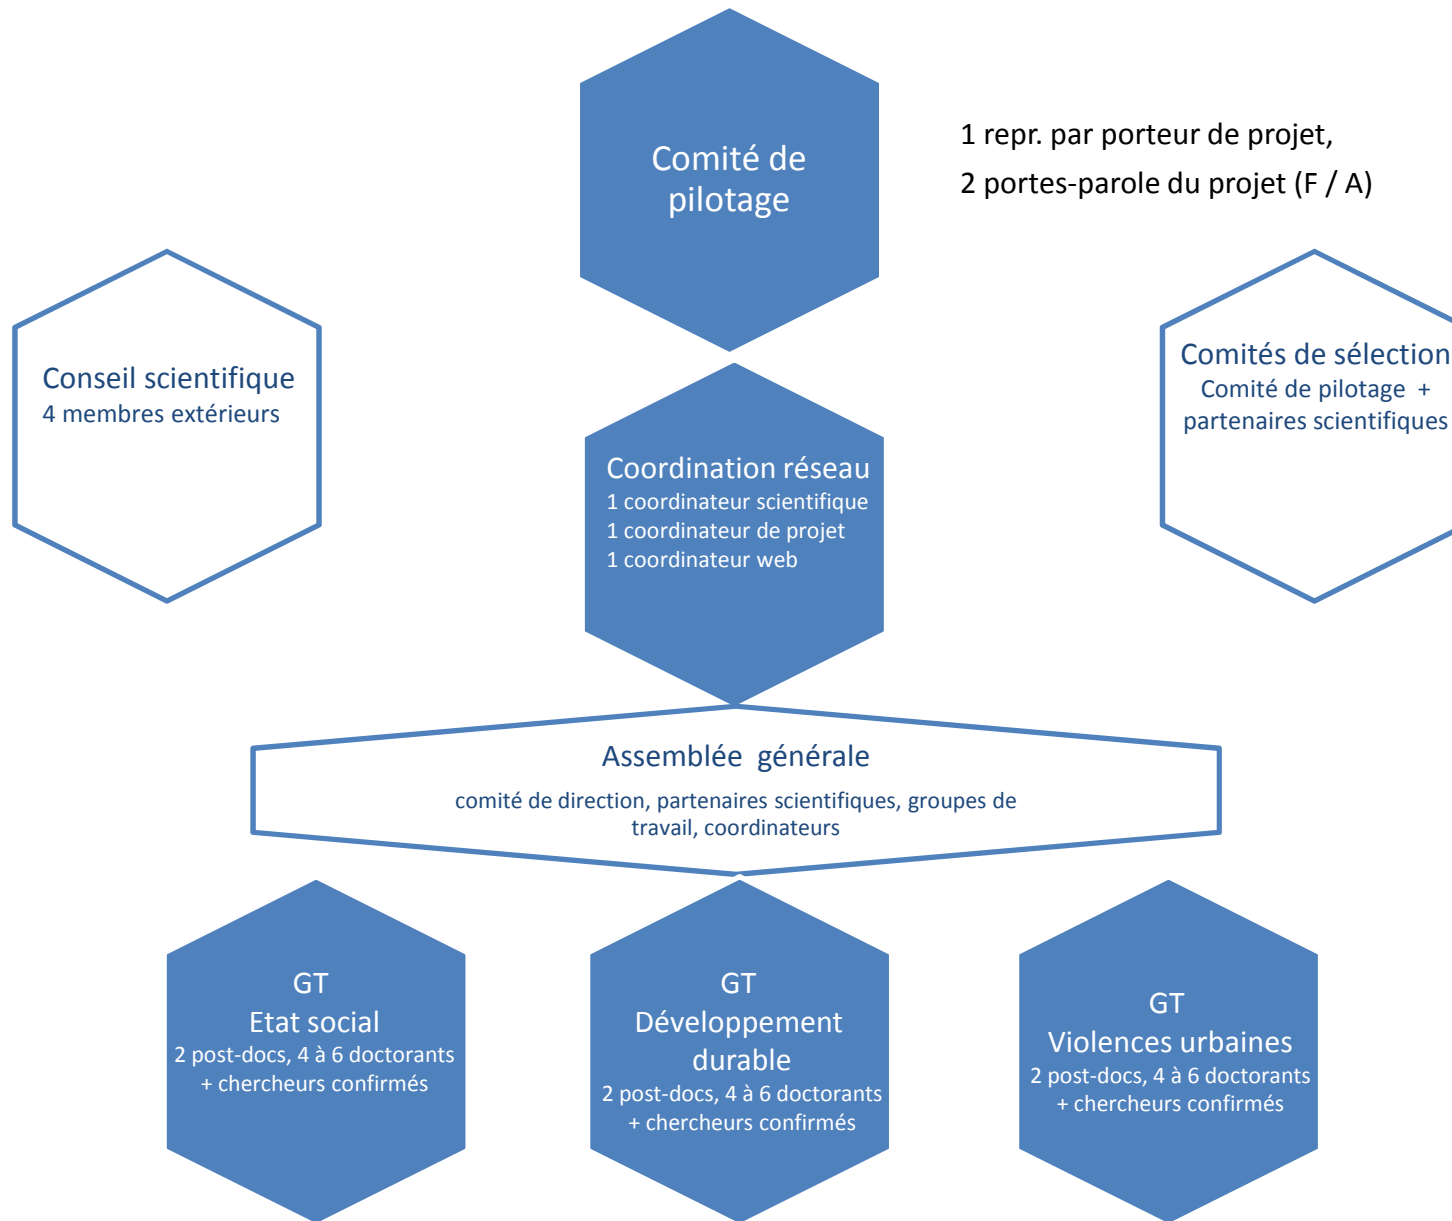 Comité de
pilotage
1 repr. par porteur de projet,
2 portes-parole du projet (F / A)
Conseil scientifique
4 membres extérieurs
Comités de sélection
Comité de pilotage +
partenaires scientifiques
Coordination réseau
1 coordinateur scientifique
1 coordinateur de projet
1 coordinateur web
Assemblée générale
comité de direction, partenaires scientifiques, groupes de
travail, coordinateurs
GT
Etat social
2 post-docs, 4 à 6 doctorants
+ chercheurs confirmés
GT
Développement
durable
2 post-docs, 4 à 6 doctorants
+ chercheurs confirmés
GT
Violences urbaines
2 post-docs, 4 à 6 doctorants
+ chercheurs confirmés